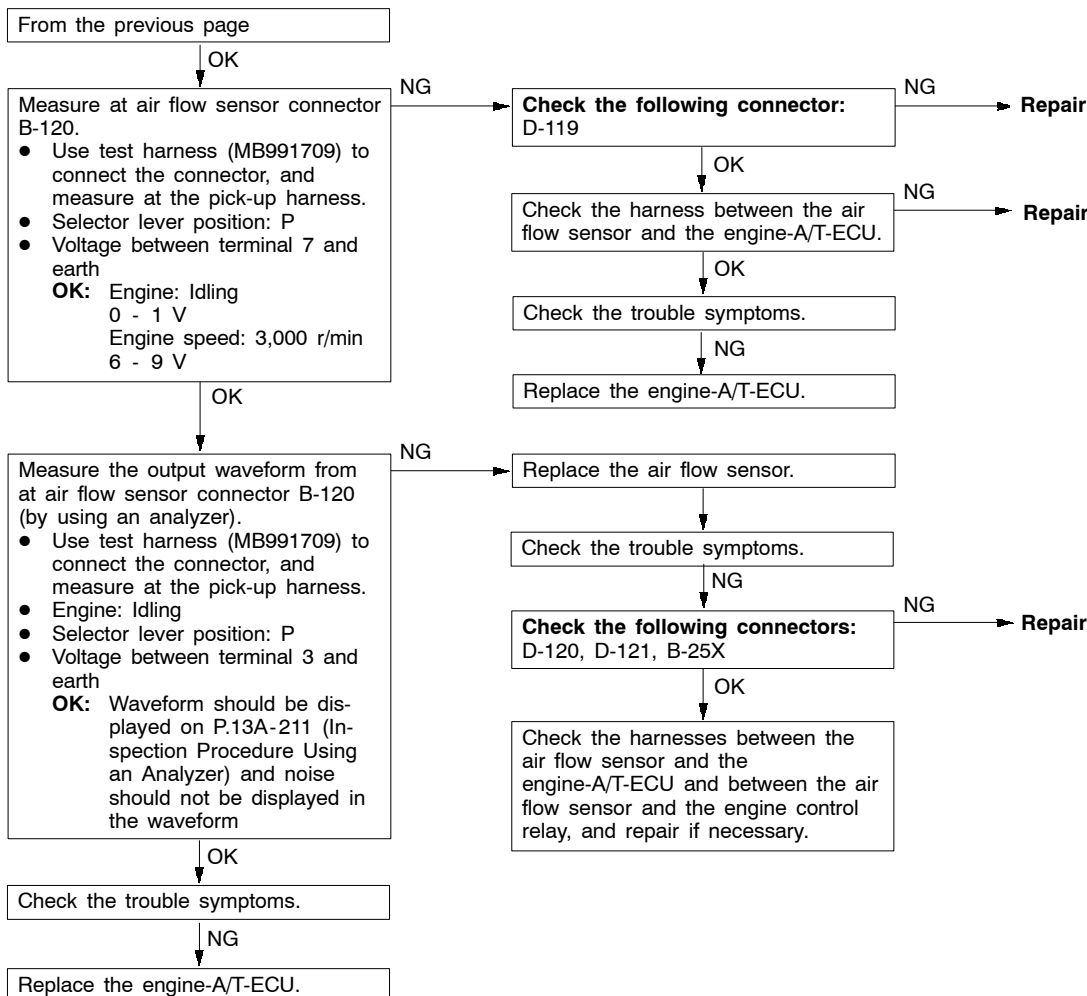 From the previous page
OK
Measure at air flow sensor connector
B-120.
● Use test harness (MB991709) to
connect the connector, and
measure at the pick-up harness.
● Selector lever position: P
● Voltage between terminal 7 and
earth
OK: Engine: Idling
0 - 1 V
Engine speed: 3,000 r/min
6 - 9 V
NG
Check the following connector:
D-119
NG
Repair
OK
Check the harness between the air
flow sensor and the engine-A/T-ECU.
NG
Repair
OK
Check the trouble symptoms.
NG
Replace the engine-A/T-ECU.
OK
Measure the output waveform from
at air flow sensor connector B-120
(by using an analyzer).
● Use test harness (MB991709) to
connect the connector, and
measure at the pick-up harness.
● Engine: Idling
● Selector lever position: P
● Voltage between terminal 3 and
earth
OK: Waveform should be dis-
played on P.13A-211 (In-
spection Procedure Using
an Analyzer) and noise
should not be displayed in
the waveform
NG
Replace the air flow sensor.
Check the trouble symptoms.
NG
Check the following connectors:
D-120, D-121, B-25X
NG
Repair
OK
Check the harnesses between the
air flow sensor and the
engine-A/T-ECU and between the air
flow sensor and the engine control
relay, and repair if necessary.
OK
Check the trouble symptoms.
NG
Replace the engine-A/T-ECU.